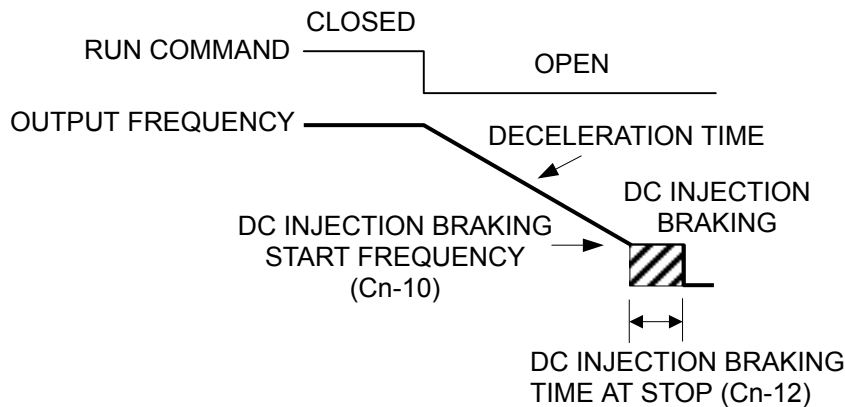 CLOSED
RUN COMMAND
OPEN
OUTPUT FREQUENCY
DECELERATION TIME
DC INJECTION
BRAKING
DC INJECTION BRAKING
START FREQUENCY
(Cn-10)
DC INJECTION BRAKING
TIME AT STOP (Cn-12)